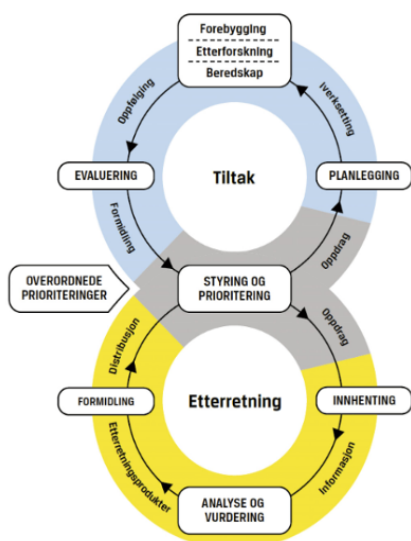 Forebygging
Etterforskning
Beredskap
Oppfølging
Iverksetting
EVALUERING
Tiltak
PLANLEGGING
Formidling
Oppdrag
OVERORDNEDE
PRIORITERINGER
STYRING OG
PRIORITERING
Distribusjon
Oppdrag
FORMIDLING
Etterretning
INNHENTING
Etterretningsprodukter
Informasjon
ANALYSE OG
VURDERING